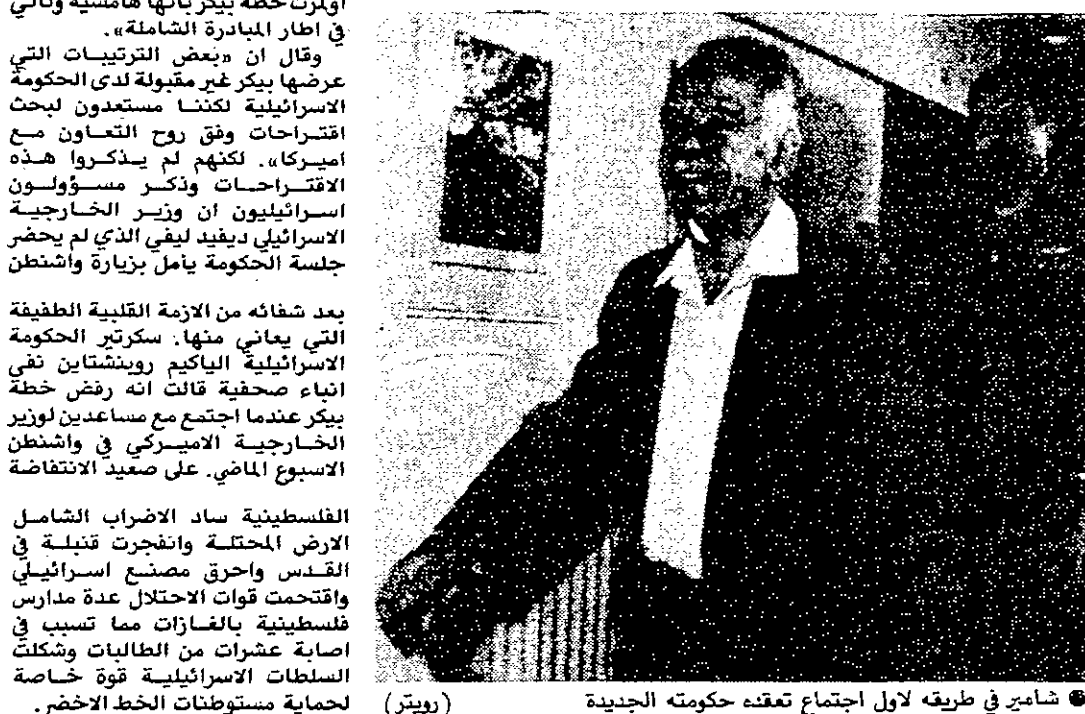 خطة بيكر بانها هامشية وتأتي
في اطار المبادرة الشاملة».
وقال ان «بعض الترتيبات التي
عرضها بيكر غير مقبولة لدى الحكومة
الاسرائيلية لكننا مستعدون لبحث
اقتراحات وفق روح التعاون مع
اميركا». لكنهم لم يذكروا هذه
الاقتراحات وذكر مسؤولون
اسرائيليون ان وزير الخارجية
الاسرائيلي ديفيد ليفي الذي لم يحضر
جلسة الحكومة يأمل بزيارة واشنطن
بعد شفائه من الازمة القلبية الطفيفة
التي يعاني منها. سكرتير الحكومة
الاسرائيلية الياكيم روبنشتاين نفى
انباء صحفية قالت انه رفض خطة
بيكر عندما اجتمع مع مساعدين لوزير
الخارجية الاميركي في واشنطن
الاسبوع الماضي. على صعيد الانتفاضة
الفلسطينية ساد الاضراب الشامل
الارض المحتلة وانفجرت قنبلة في
القدس واحرق مصنع اسرائيلي
واقتحمت قوات الاحتلال عدة مدارس
فلسطينية بالغازات مما تسبب في
اصابة عشرات من الطالبات وشكلت
السلطات الاسرائيلية قوة خاصة
لحماية مستوطنات الخط الاخضر.
● شامير في طريقه لاول اجتماع تعقده حكومته الجديدة (رويتر)